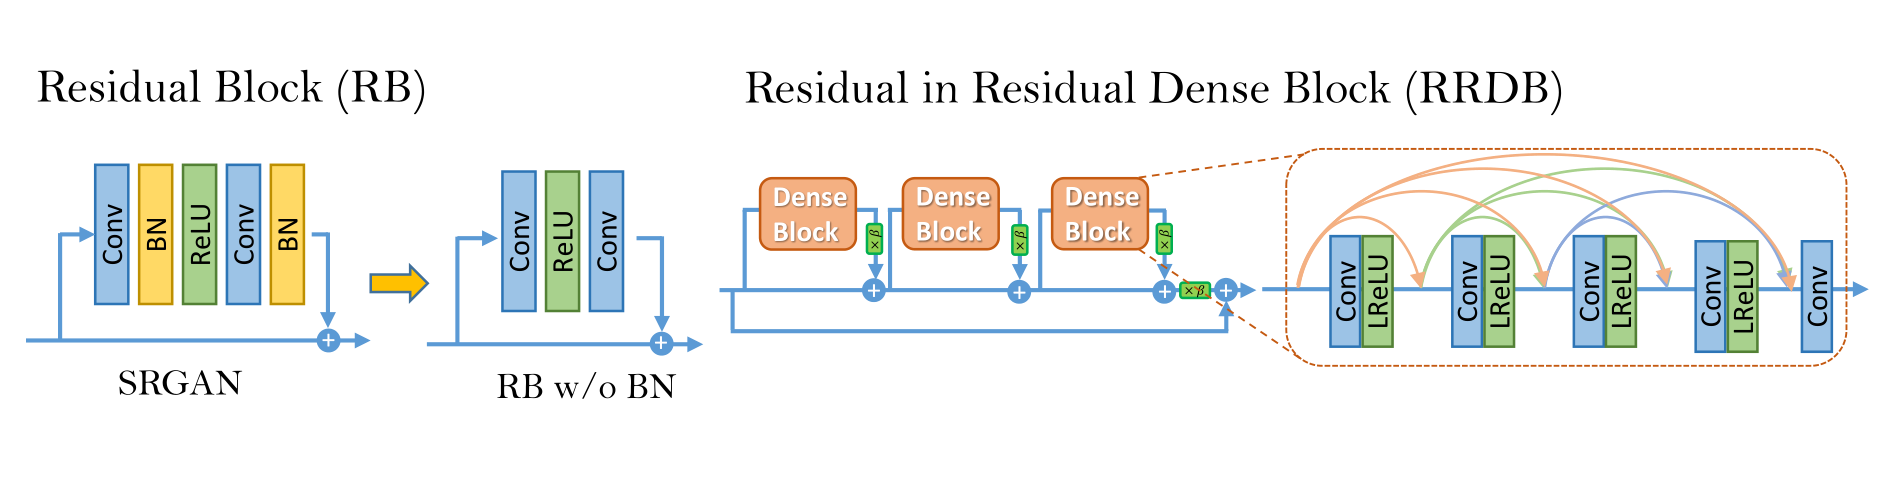 Residual Block (RB)
Conv
BN
ReLU
Conv
BN
+
SRGAN
Conv
ReLU
Conv
+
RB w/o BN
Residual in Residual Dense Block (RRDB)
Dense
Block
×β
+
Dense
Block
×β
+
Dense
Block
×β
+
×β
+
Conv
LReLU
Conv
LReLU
Conv
LReLU
Conv
LReLU
Conv